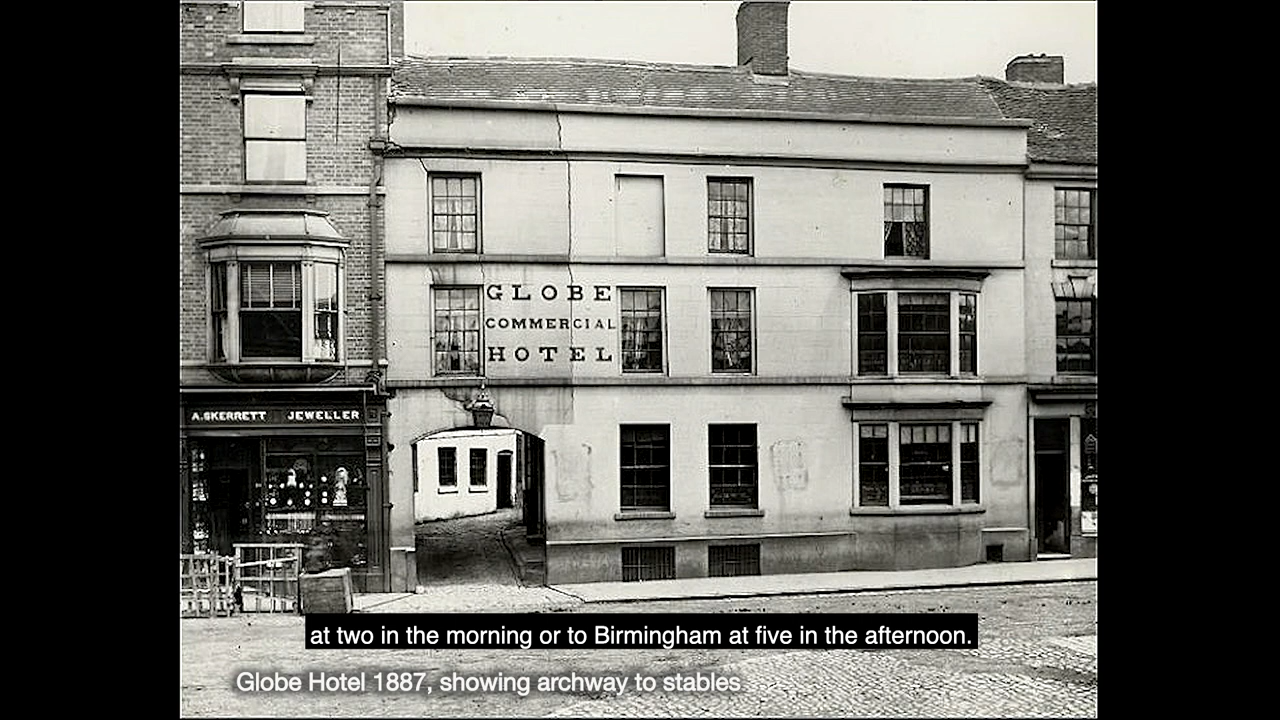 GLOBE
COMMERCIAL
HOTEL
A. SKERRETT JEWELLER
at two in the morning or to Birmingham at five in the afternoon.
Globe Hotel 1887, showing archway to stables